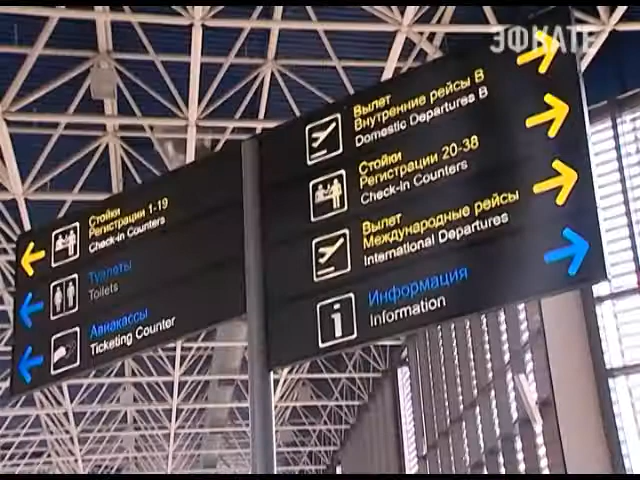 ЭФКАТЕ
Стойки
Регистрации 1-19
Check-in Counters
Туалеты
Toilets
Авиакассы
Ticketing Counter
Вылет
Внутренние рейсы B
Domestic Departures B
Стойки
Регистрации 20-38
Check-in Counters
Вылет
Международные рейсы
International Departures
Информация
Information